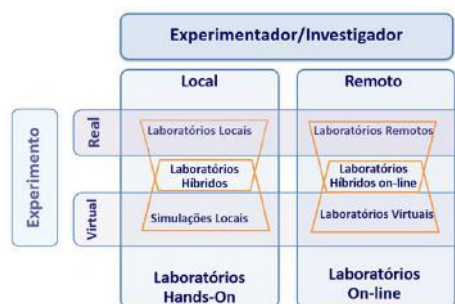 Experimentador/Investigador
Local
Remoto
Experimento
Real
Laboratórios Locais
Laboratórios Remotos
Laboratórios
Híbridos
Laboratórios
Híbridos on-line
Virtual
Simulações Locais
Laboratórios Virtuais
Laboratórios
Hands-On
Laboratórios
On-line